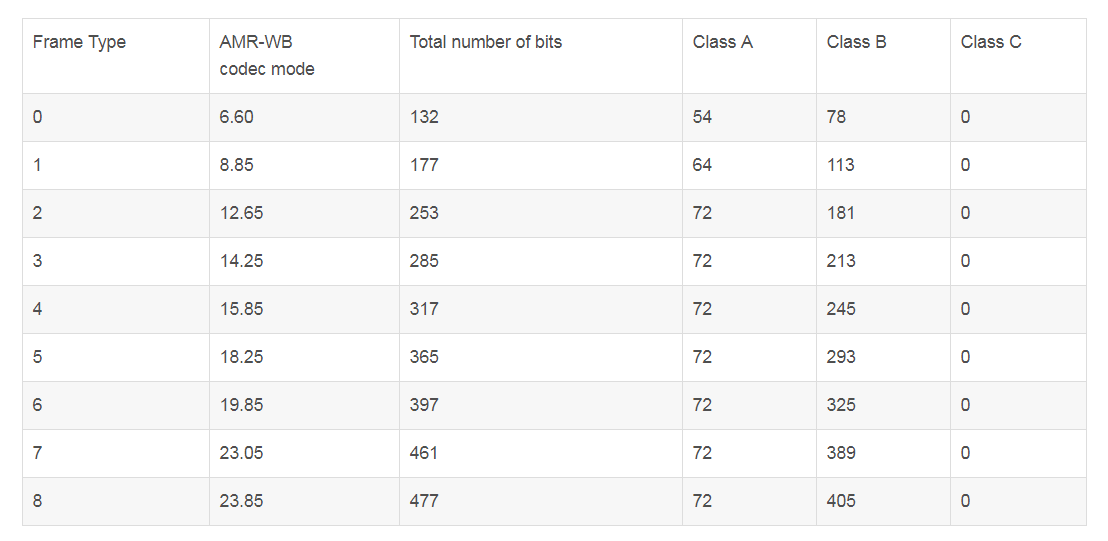 Frame Type AMR-WB Total number of bits Class A Class B Class C
codec mode
0 6.60 132 54 78 0
1 8.85 177 64 113 0
2 12.65 253 72 181 0
3 14.25 285 72 213 0
4 15.85 317 72 245 0
5 18.25 365 72 293 0
6 19.85 397 72 325 0
7 23.05 461 72 389 0
8 23.85 477 72 405 0